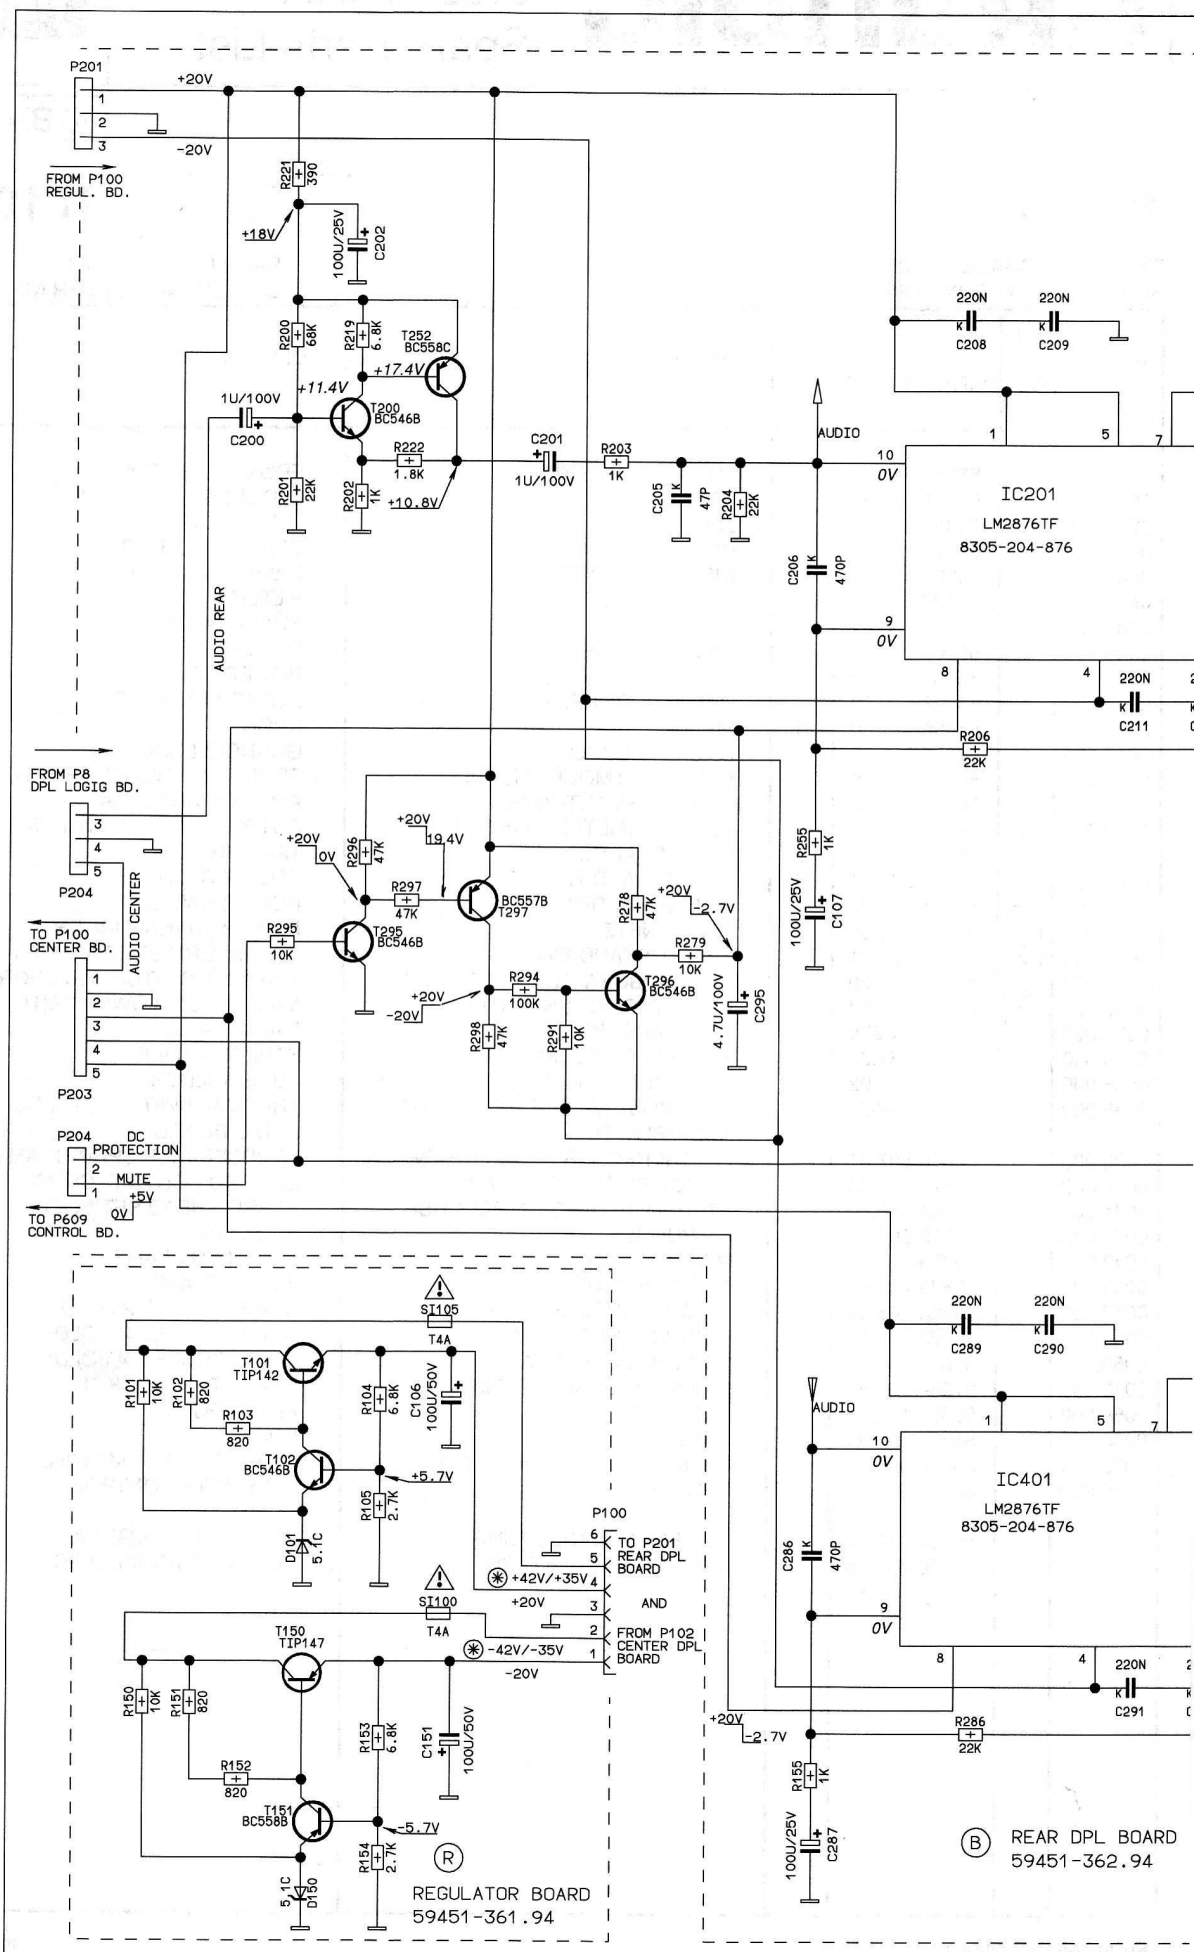 P201
+20V
1
2
3
-20V
FROM P100
REGUL. BD.
R221
390
+18V
100U/25V
C202
R200
68K
R219
6.8K
T252
BC558C
+17.4V
+11.4V
1U/100V
C200
T200
BC546B
R222
1.8K
R201
22K
R202
1K
+10.8V
C201
1U/100V
R203
1K
C205
K
47P
R204
22K
AUDIO
220N
220N
K
K
C208
C209
1
5
7
10
0V
IC201
LM2876TF
8305-204-876
C206
K
470P
9
0V
8
4
220N
K
C211
R206
22K
AUDIO REAR
FROM P8
DPL LOGIG BD.
3
4
5
P204
AUDIO CENTER
TO P100
CENTER BD.
1
2
3
4
5
P203
+20V
0V
R296
47K
+20V
19.4V
R297
47K
BC557B
T297
R295
10K
T295
BC546B
+20V
-20V
R294
100K
R298
47K
R291
10K
R278
47K
+20V
-2.7V
R279
10K
T296
BC546B
4.7U/100V
C295
R255
1K
100U/25V
C107
P204
DC
PROTECTION
2
MUTE
1
+5V
0V
TO P609
CONTROL BD.
SI105
T4A
T101
TIP142
R101
10K
R102
820
R103
820
R104
6.8K
C106
100U/50V
T102
BC546B
+5.7V
R105
2.7K
D101
5.1C
P100
6
5
4
3
2
1
TO P201
REAR DPL
BOARD
+42V/+35V
+20V
AND
SI100
T4A
FROM P102
CENTER DPL
BOARD
-42V/-35V
-20V
T150
TIP147
R150
10K
R151
820
R152
820
R153
6.8K
C151
100U/50V
T151
BC558B
-5.7V
R154
2.7K
5.1C
D150
R
REGULATOR BOARD
59451-361.94
220N
220N
K
K
C289
C290
AUDIO
1
5
7
10
0V
IC401
LM2876TF
8305-204-876
C286
K
470P
9
0V
8
4
220N
K
C291
+20V
-2.7V
R286
22K
R155
1K
100U/25V
C287
B
REAR DPL BOARD
59451-362.94